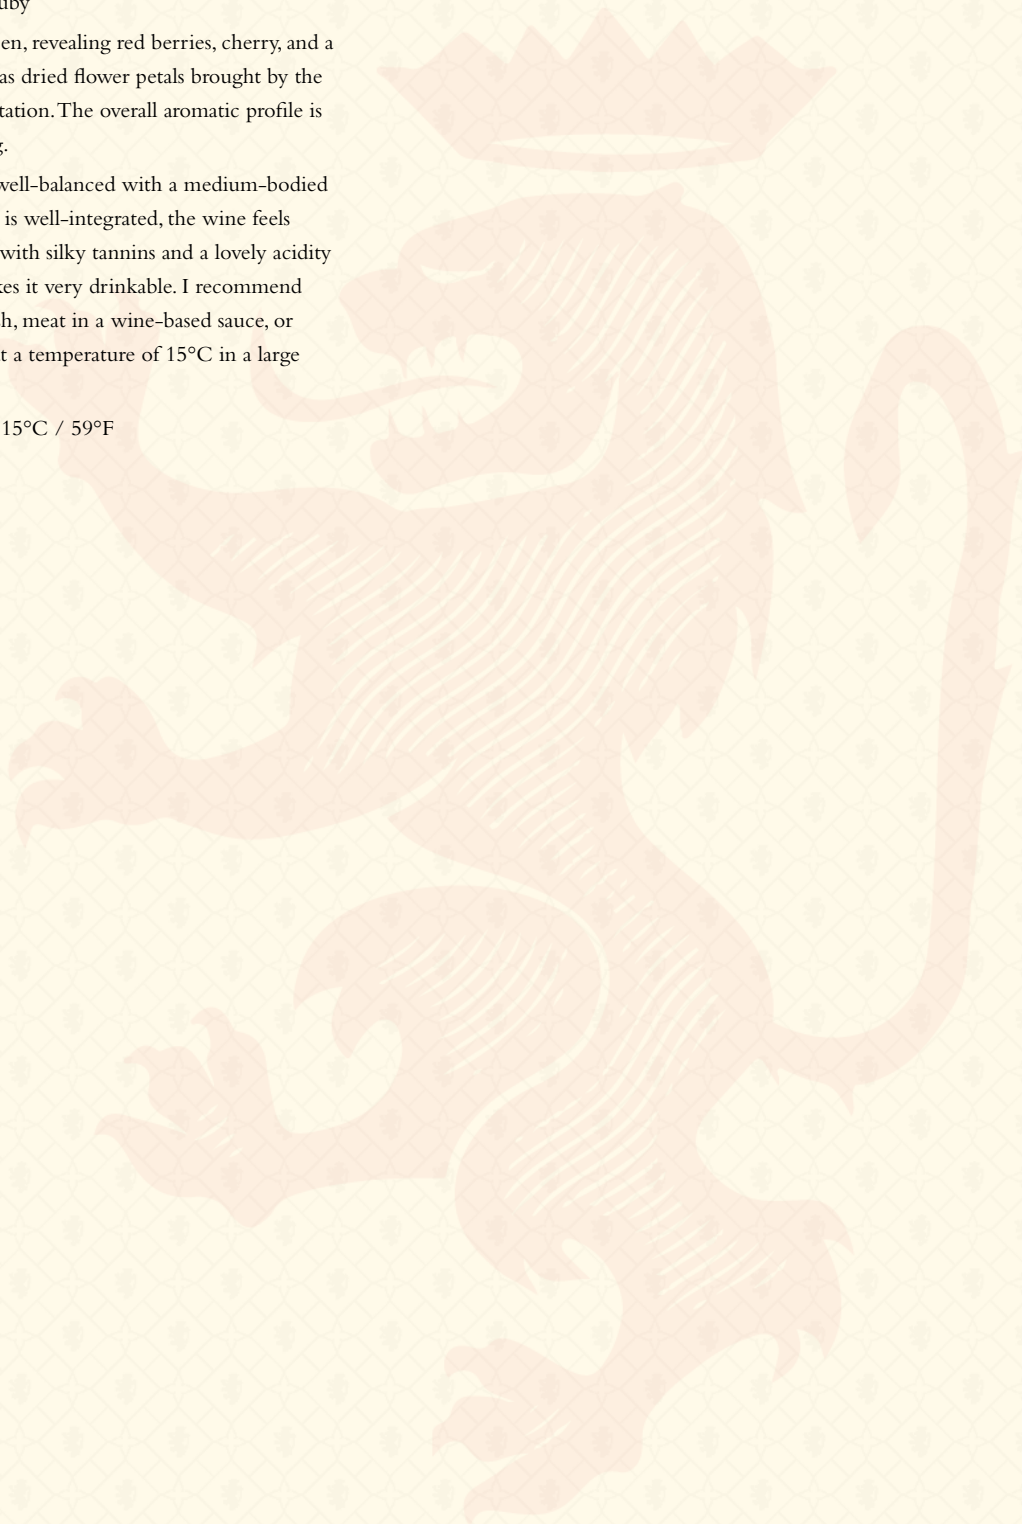 uby
en, revealing red berries, cherry, and a
as dried flower petals brought by the
tation. The overall aromatic profile is
g.
well-balanced with a medium-bodied
is well-integrated, the wine feels
with silky tannins and a lovely acidity
kes it very drinkable. I recommend
h, meat in a wine-based sauce, or
t a temperature of 15°C in a large
15°C / 59°F